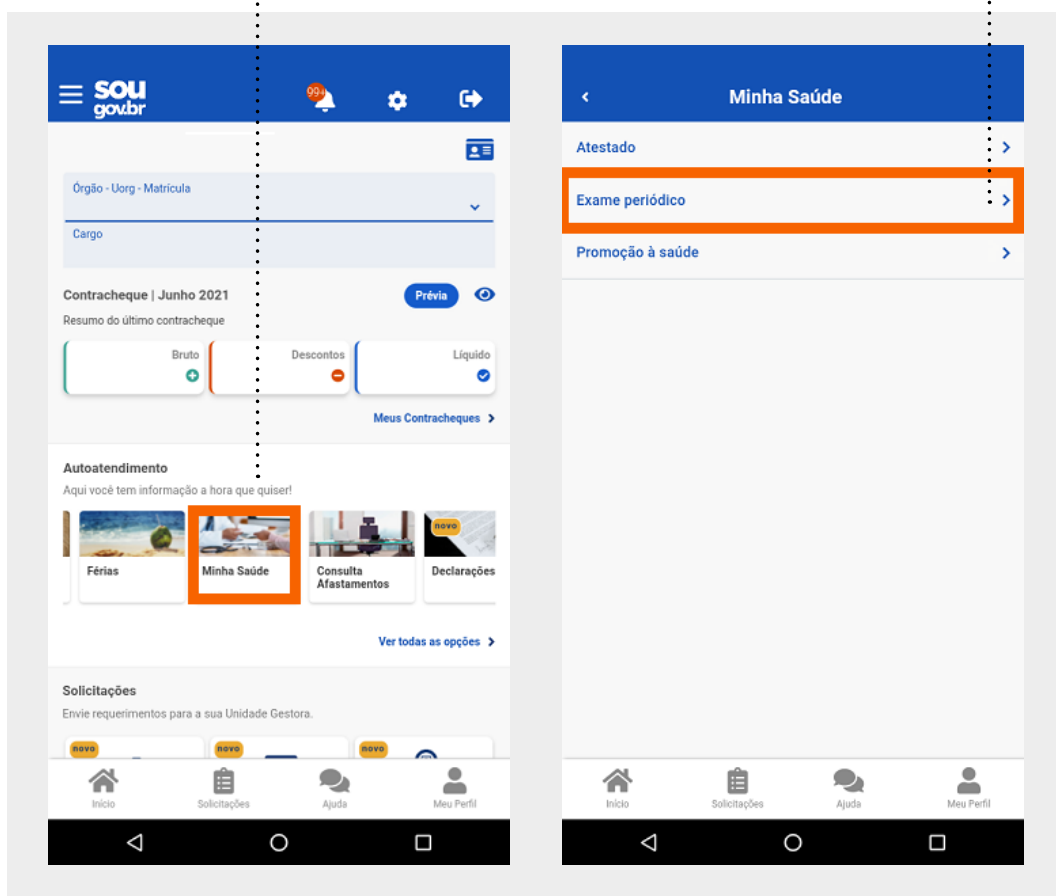 sou
gov.br
99+
Órgão - Uorg - Matrícula
Cargo
Contracheque | Junho 2021
Prévia
Resumo do último contracheque
Bruto
Descontos
Líquido
Meus Contracheques
Autoatendimento
Aqui você tem informação a hora que quiser!
novo
Férias
Minha Saúde
Consulta
Afastamentos
Declarações
Ver todas as opções
Solicitações
Envie requerimentos para a sua Unidade Gestora.
novo
novo
novo
Início
Solicitações
Ajuda
Meu Perfil
Minha Saúde
Atestado
Exame periódico
Promoção à saúde
Início
Solicitações
Ajuda
Meu Perfil